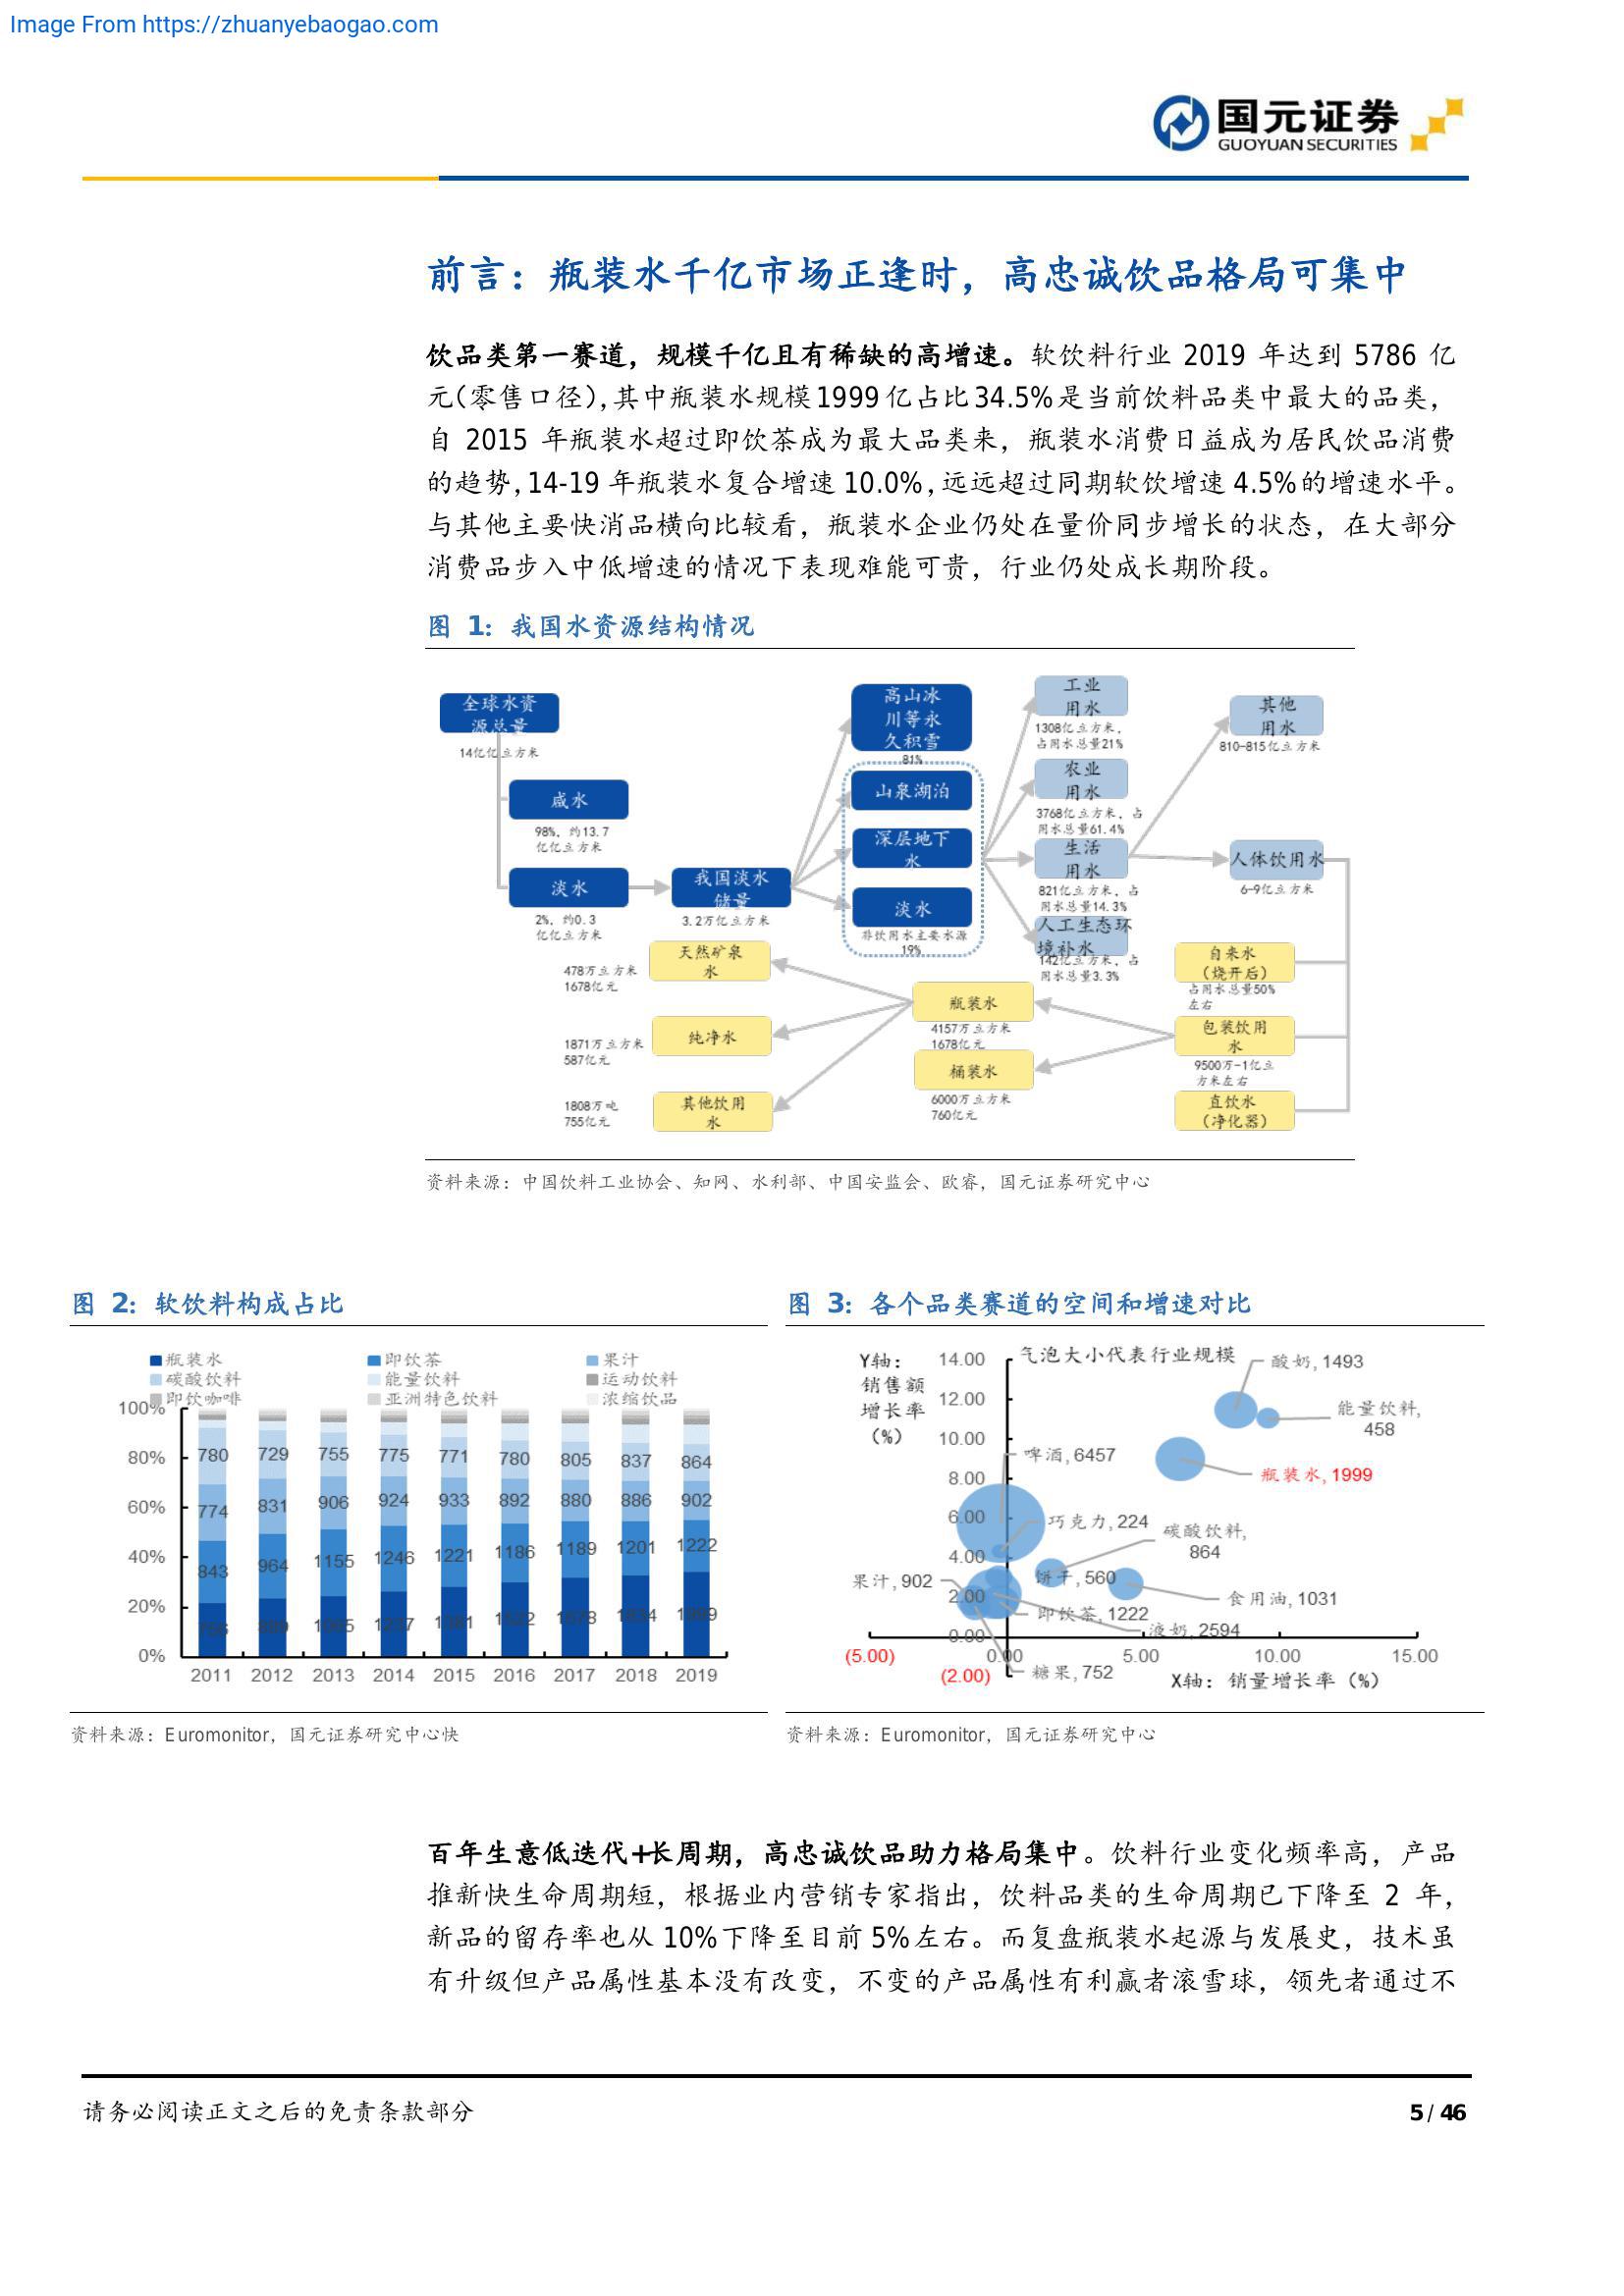 Image From https://zhuanyebaogao.com
国元证券
GUOYUAN SECURITIES
前言：瓶装水千亿市场正逢时，高忠诚饮品格局可集中
饮品类第一赛道，规模千亿且有稀缺的高增速。软饮料行业 2019 年达到 5786 亿
元（零售口径），其中瓶装水规模 1999 亿占比 34.5%是当前饮料品类中最大的品类，
自 2015 年瓶装水超过即饮茶成为最大品类来，瓶装水消费日益成为居民饮品消费
的趋势，14-19 年瓶装水复合增速 10.0%，远远超过同期软饮增速 4.5%的增速水平。
与其他主要快消品横向比较看，瓶装水企业仍处在量价同步增长的状态，在大部分
消费品步入中低增速的情况下表现难能可贵，行业仍处成长期阶段。
图 1：我国水资源结构情况
全球水资
源总量
14亿亿立方米
咸水
98%，约13.7
亿亿立方米
淡水
2%，约0.3
亿亿立方米
我国淡水
储量
3.2万亿立方米
高山冰
川等永
久积雪
81%
山泉湖泊
深层地下
水
淡水
非饮用水主要水源
19%
工业
用水
1308亿立方米，
占用水总量21%
农业
用水
3768亿立方米，占
用水总量61.4%
生活
用水
821亿立方米，占
用水总量14.3%
人工生态环
境补水
142亿立方米，占
用水总量3.3%
其他
用水
810-815亿立方米
人体饮用水
6-9亿立方米
自来水
（烧开后）
占用水总量50%
左右
包装饮用
水
9500万-1亿立
方米左右
直饮水
（净化器）
瓶装水
4157万立方米
1678亿元
桶装水
6000万立方米
760亿元
天然矿泉
水
478万立方米
1678亿元
纯净水
1871万立方米
587亿元
其他饮用
水
1808万吨
755亿元
资料来源：中国饮料工业协会、知网、水利部、中国安监会、欧睿，国元证券研究中心
图 2：软饮料构成占比
瓶装水 即饮茶 果汁
碳酸饮料 能量饮料 运动饮料
即饮咖啡 亚洲特色饮料 浓缩饮品
100%
80%
60%
40%
20%
0%
780 729 755 775 771 780 805 837 864
774 831 906 924 933 892 880 886 902
843 964 1155 1246 1221 1186 1189 1201 1222
2011 2012 2013 2014 2015 2016 2017 2018 2019
资料来源：Euromonitor，国元证券研究中心快
图 3：各个品类赛道的空间和增速对比
Y轴：
销售额
增长率
（%）
气泡大小代表行业规模
14.00
12.00
10.00
8.00
6.00
4.00
2.00
0.00
(2.00)
酸奶, 1493
能量饮料,
458
啤酒, 6457
瓶装水, 1999
巧克力, 224
碳酸饮料,
864
果汁, 902
饼干, 560
食用油, 1031
即饮茶, 1222
液奶, 2594
糖果, 752
(5.00) 0.00 5.00 10.00 15.00
X轴：销量增长率（%）
资料来源：Euromonitor，国元证券研究中心
百年生意低迭代+长周期，高忠诚饮品助力格局集中。饮料行业变化频率高，产品
推新快生命周期短，根据业内营销专家指出，饮料品类的生命周期已下降至 2 年，
新品的留存率也从 10%下降至目前 5%左右。而复盘瓶装水起源与发展史，技术虽
有升级但产品属性基本没有改变，不变的产品属性有利赢者滚雪球，领先者通过不
请务必阅读正文之后的免责条款部分
5 / 46